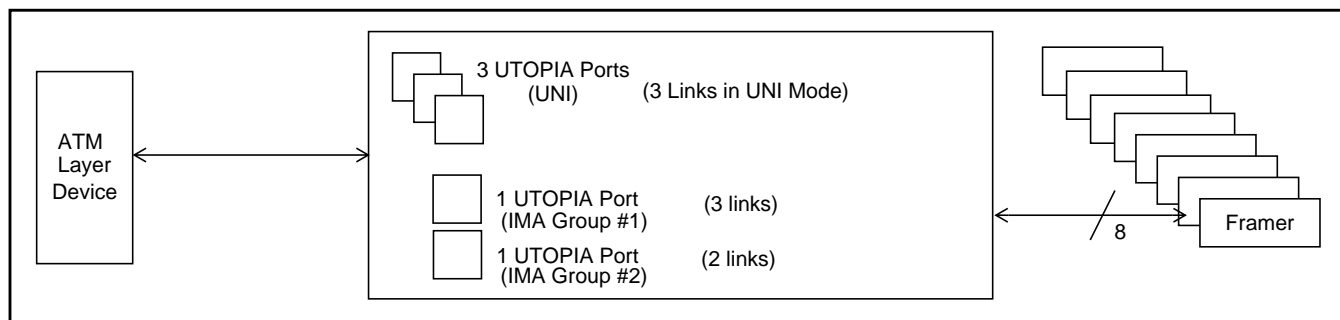 ATM
Layer
Device
3 UTOPIA Ports
(UNI)
(3 Links in UNI Mode)
1 UTOPIA Port
(IMA Group #1)
(3 links)
1 UTOPIA Port
(IMA Group #2)
(2 links)
8
Framer